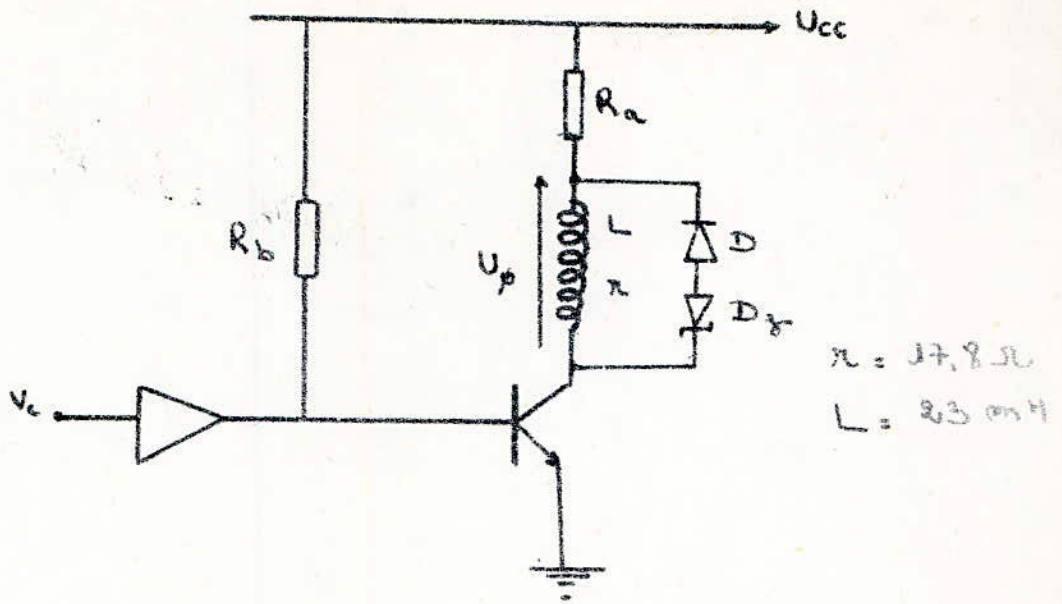 Ucc
Ra
Rb
L
D
Uφ
r
Dz
Vc
r = 17,8 Ω
L = 23 mH